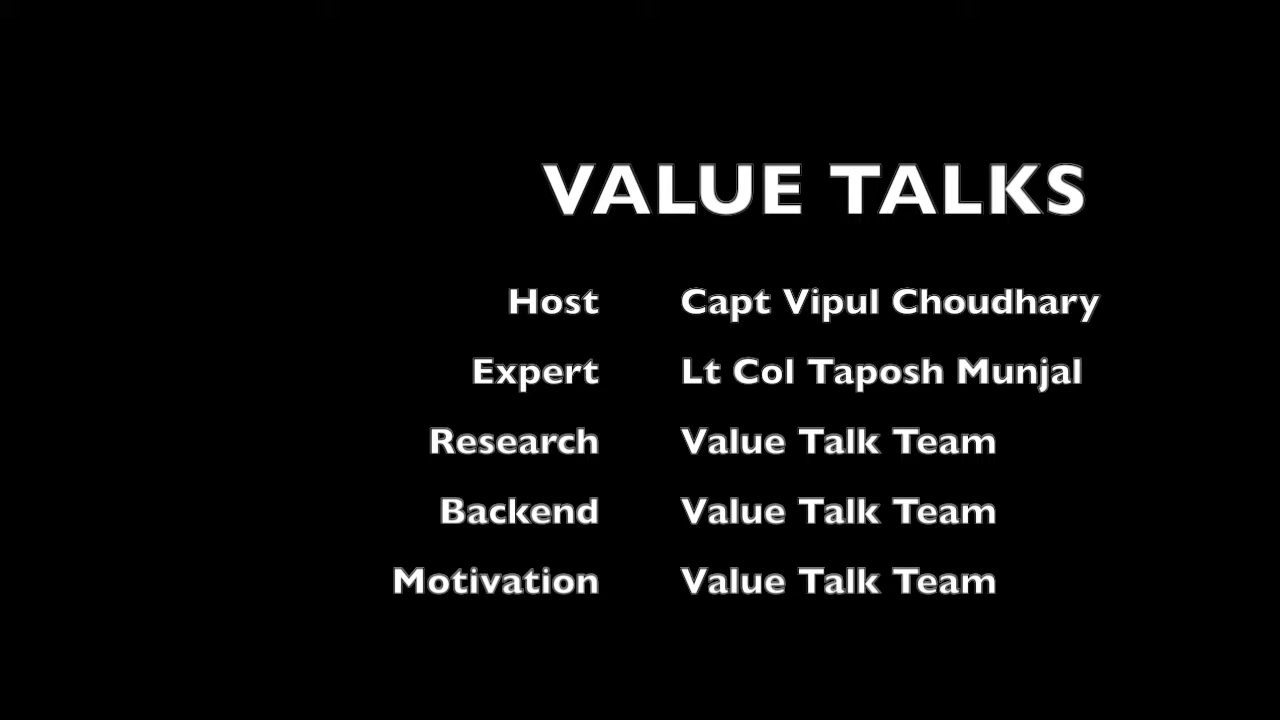 VALUE TALKS
Host Capt Vipul Choudhary
Expert Lt Col Taposh Munjal
Research Value Talk Team
Backend Value Talk Team
Motivation Value Talk Team